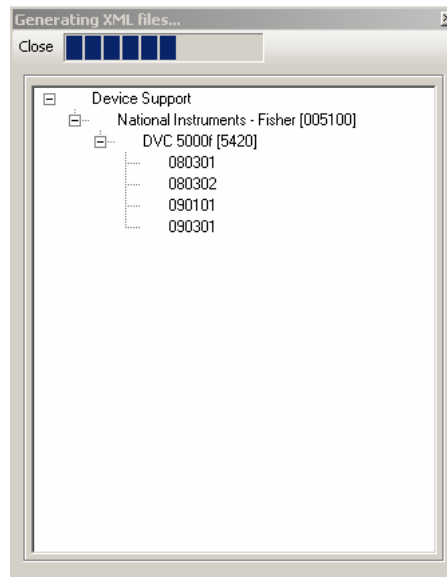 Generating XML files...
Close
Device Support
National Instruments - Fisher [005100]
DVC 5000f [5420]
080301
080302
090101
090301